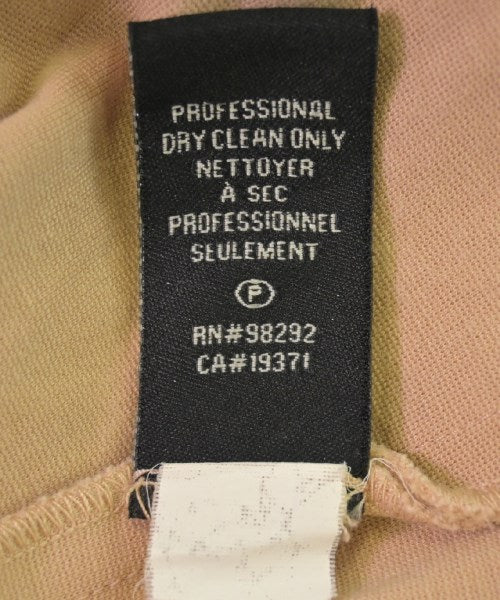 PROFESSIONAL
DRY CLEAN ONLY
NETTOYER
À SEC
PROFESSIONNEL
SEULEMENT
P
RN#98292
CA#19371